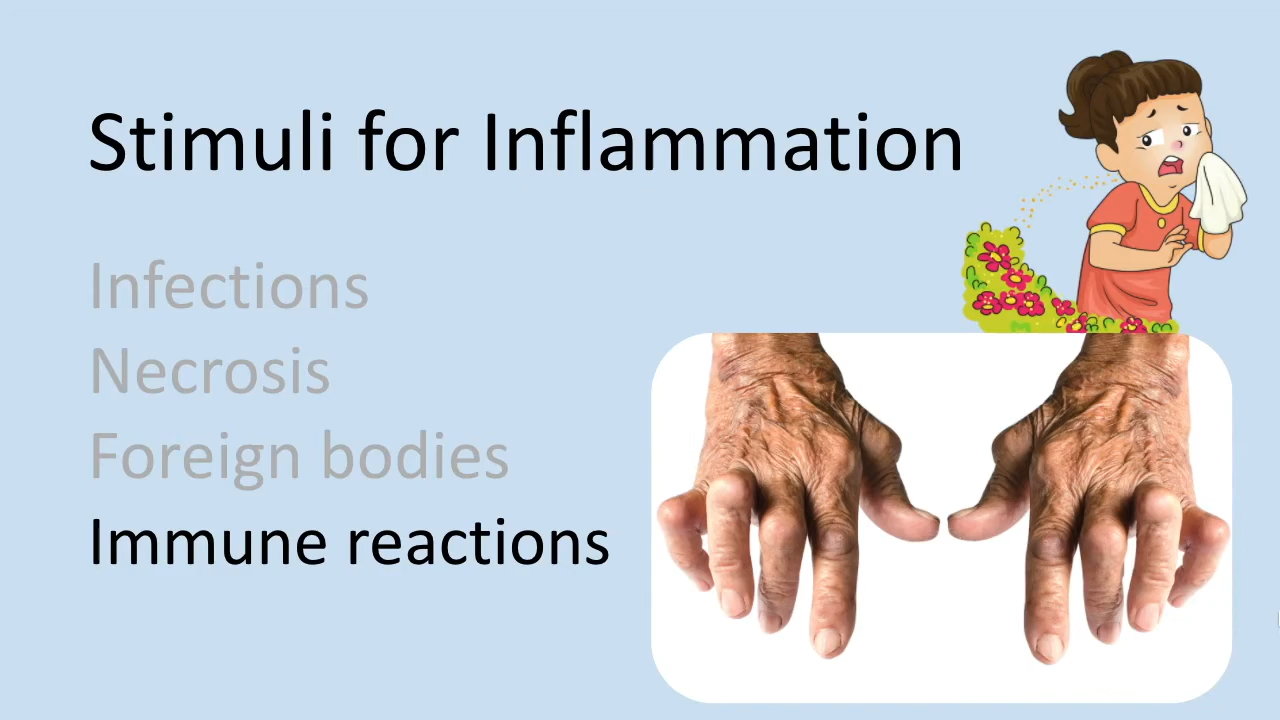 Stimuli for Inflammation
Infections
Necrosis
Foreign bodies
Immune reactions